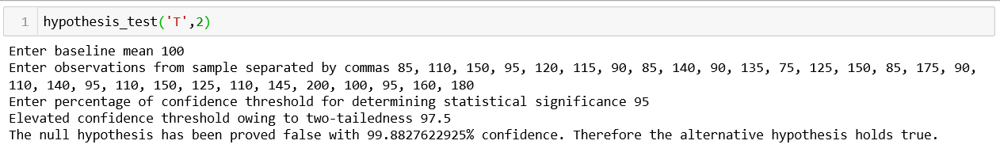 1 hypothesis_test('T',2)
Enter baseline mean 100
Enter observations from sample separated by commas 85, 110, 150, 95, 120, 115, 90, 85, 140, 90, 135, 75, 125, 150, 85, 175, 90,
110, 140, 95, 110, 150, 125, 110, 145, 200, 100, 95, 160, 180
Enter percentage of confidence threshold for determining statistical significance 95
Elevated confidence threshold owing to two-tailedness 97.5
The null hypothesis has been proved false with 99.8827622925% confidence. Therefore the alternative hypothesis holds true.